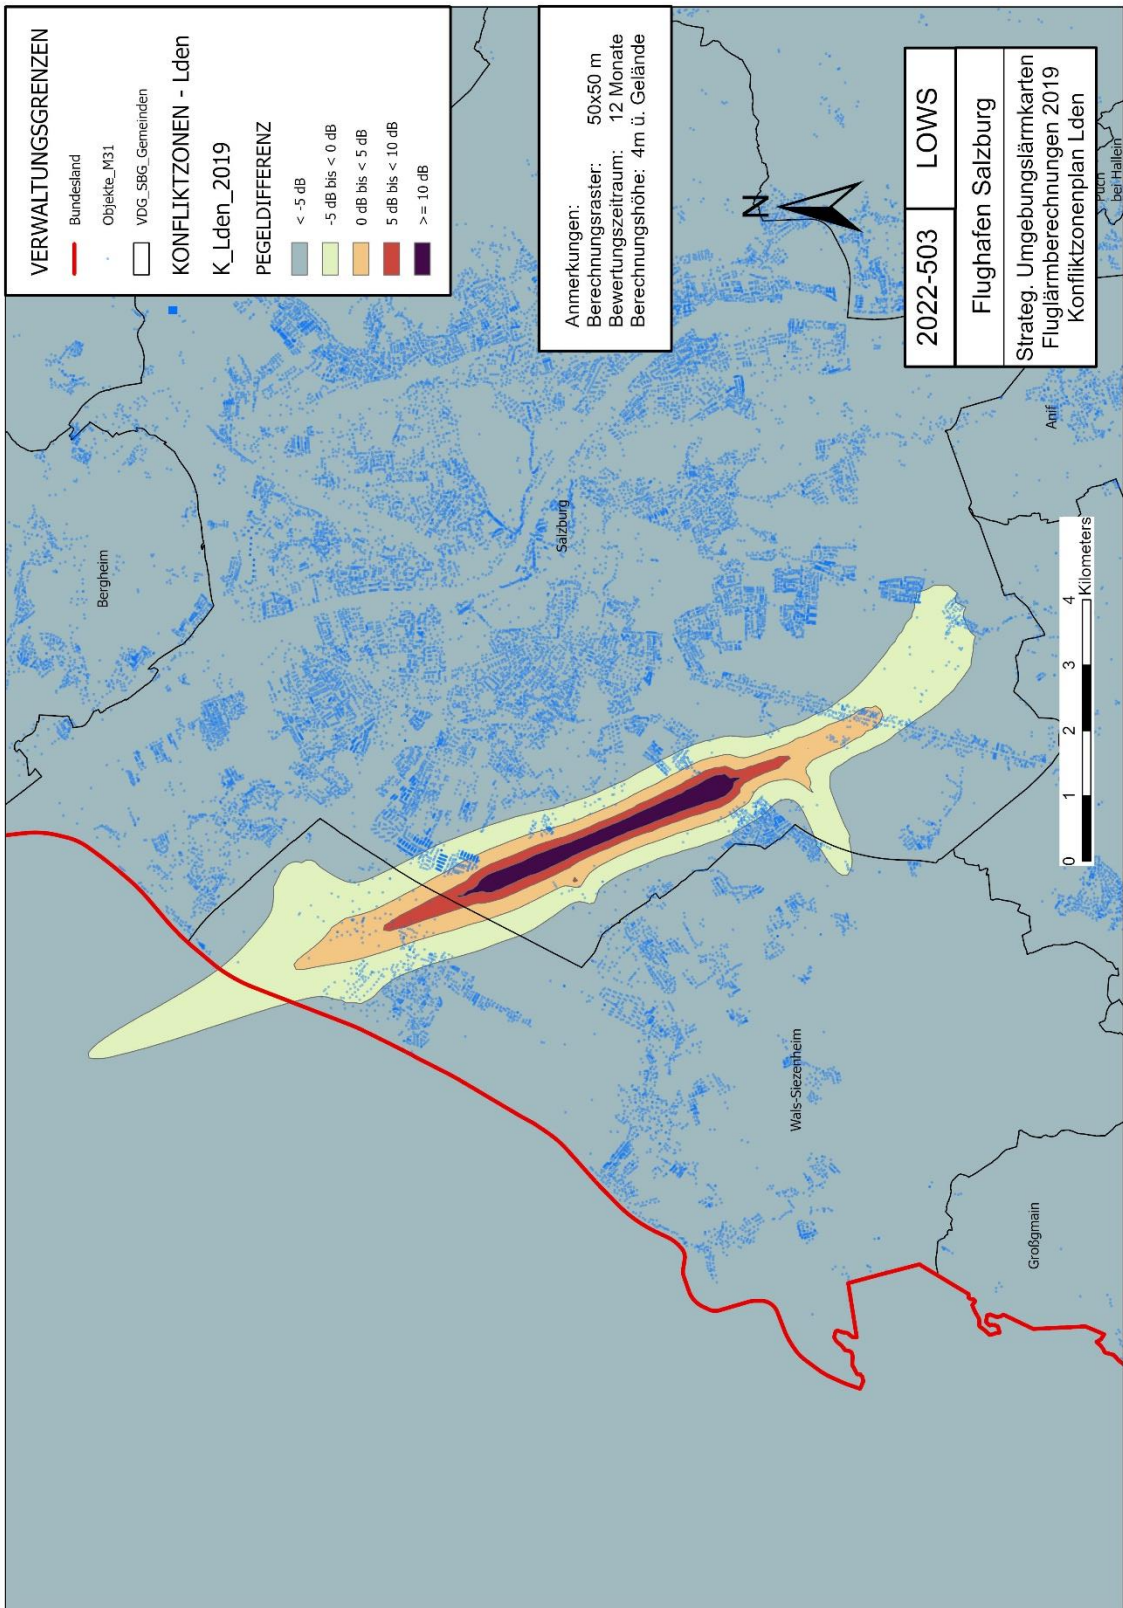 VERWALTUNGSGRENZEN
Bundesland
Objekte_M31
VDG_SBG_Gemeinden
KONFLIKTZONEN - Lden
K_Lden_2019
PEGELDIFFERENZ
< -5 dB
-5 dB bis < 0 dB
0 dB bis < 5 dB
5 dB bis < 10 dB
>= 10 dB
Anmerkungen:
Berechnungsraster: 50x50 m
Bewertungszeitraum: 12 Monate
Berechnungshöhe: 4m ü. Gelände
N
2022-503 LOWS
Flughafen Salzburg
Strateg. Umgebungslärmkarten
Fluglärmberechnungen 2019
Konfliktzonenplan Lden
Bergheim
Salzburg
Wals-Siezenheim
Großgmain
Anif
Puch
bei Hallein
0 1 2 3 4
Kilometers